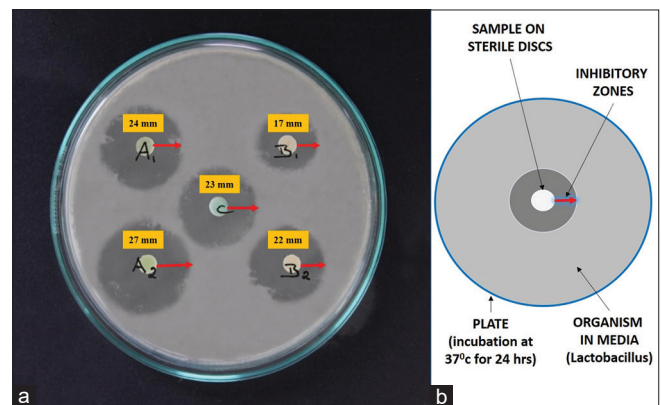 24 mm
17 mm
A1
B1
23 mm
C
27 mm
22 mm
A2
B2
a
SAMPLE ON
STERILE DISCS
INHIBITORY
ZONES
PLATE
(incubation at
37⁰c for 24 hrs)
ORGANISM
IN MEDIA
(Lactobacillus)
b